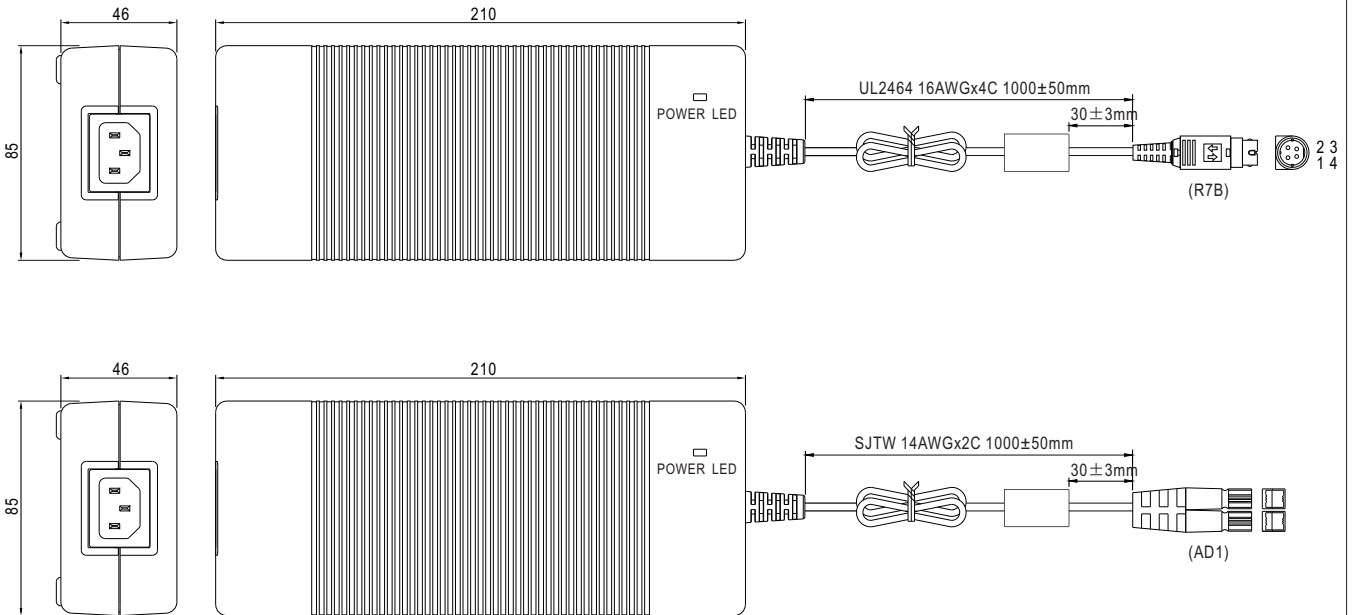 46
210
85
POWER LED
UL2464 16AWGx4C 1000±50mm
30±3mm
2 3
1 4
(R7B)
46
210
85
POWER LED
SJTW 14AWGx2C 1000±50mm
30±3mm
(AD1)